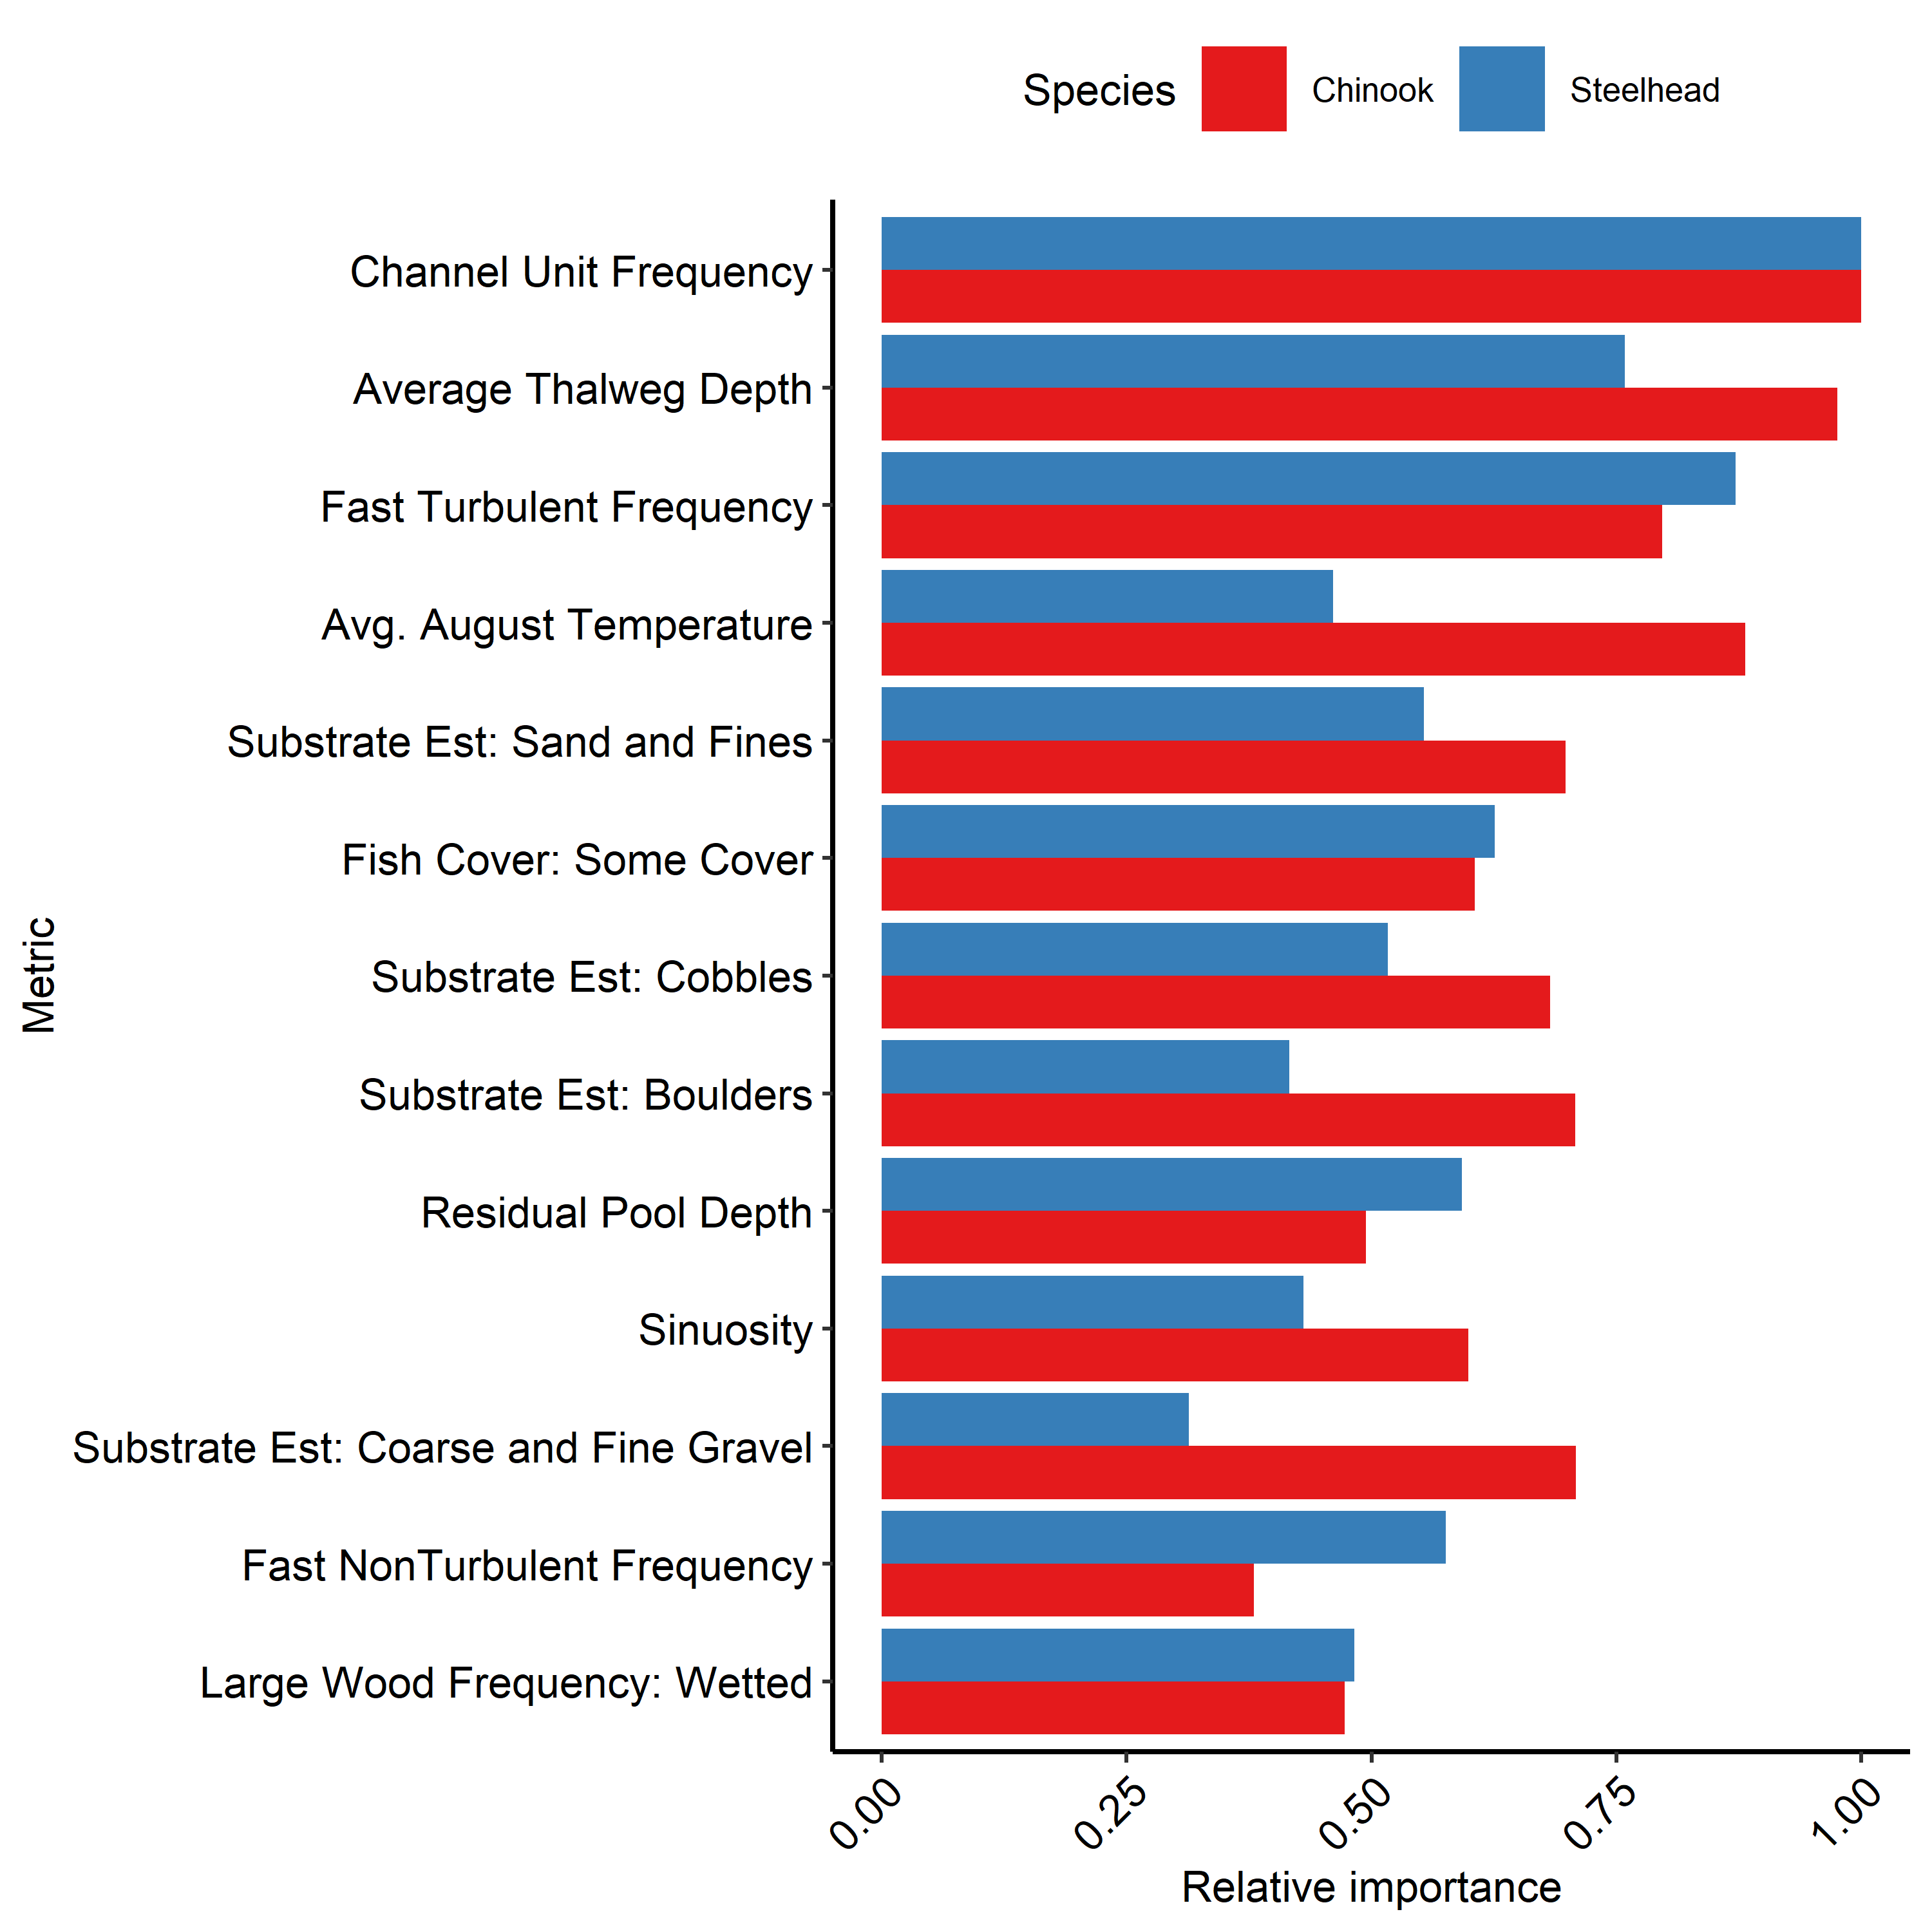 Species Chinook Steelhead
Channel Unit Frequency
Average Thalweg Depth
Fast Turbulent Frequency
Avg. August Temperature
Substrate Est: Sand and Fines
Fish Cover: Some Cover
Substrate Est: Cobbles
Substrate Est: Boulders
Residual Pool Depth
Sinuosity
Substrate Est: Coarse and Fine Gravel
Fast NonTurbulent Frequency
Large Wood Frequency: Wetted
Metric
0.00 0.25 0.50 0.75 1.00
Relative importance